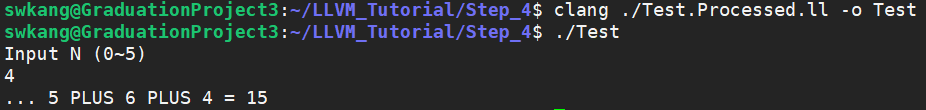 swkang@GraduationProject3:~/LLVM_Tutorial/Step_4$ clang ./Test.Processed.ll -o Test
swkang@GraduationProject3:~/LLVM_Tutorial/Step_4$ ./Test
Input N (0~5)
4
... 5 PLUS 6 PLUS 4 = 15